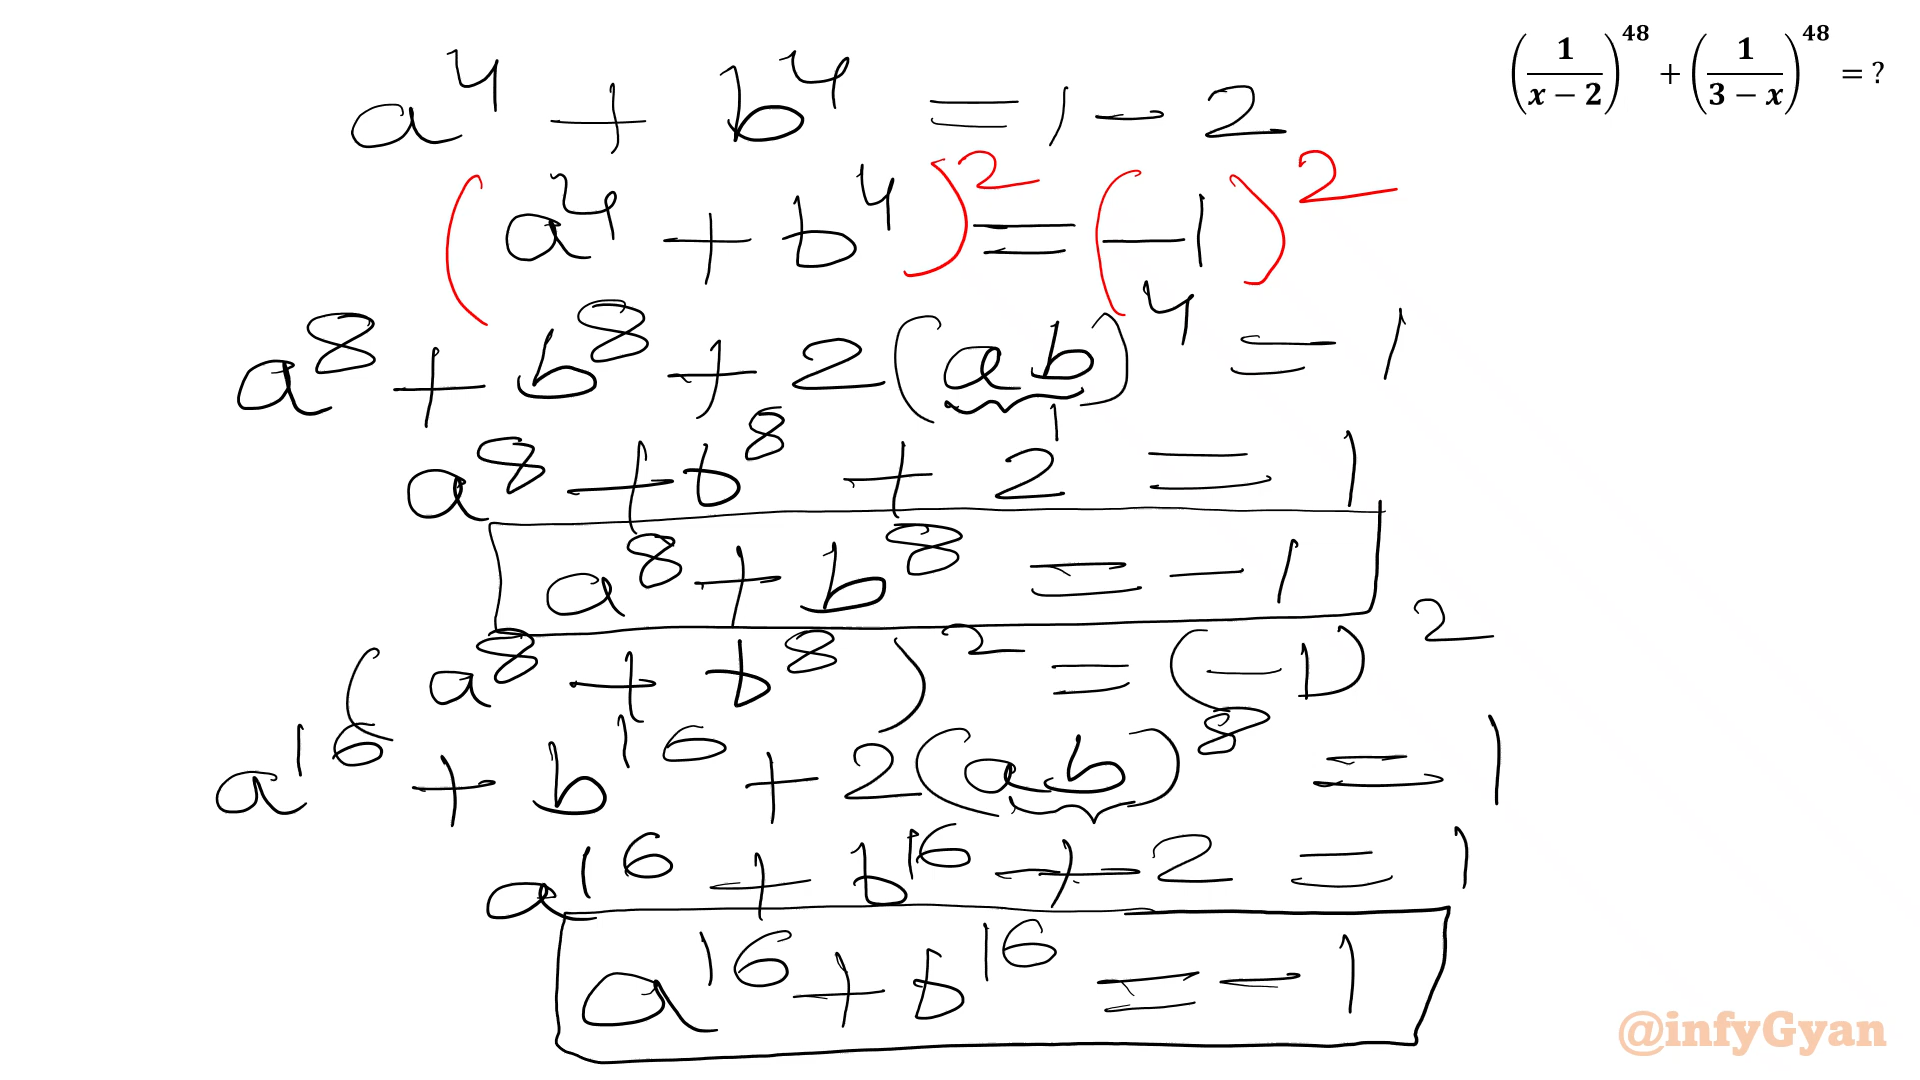 (1/(x − 2))^48 + (1/(3 − x))^48 = ?
a^4 + b^4 = 1 − 2
(a^4 + b^4)^2 = (−1)^2
a^8 + b^8 + 2(ab)^4 = 1
1
a^8 + b^8 + 2 = 1
a^8 + b^8 = −1
(a^8 + b^8)^2 = (−1)^2
a^16 + b^16 + 2(ab)^8 = 1
a^16 + b^16 + 2 = 1
a^16 + b^16 = −1
@infyGyan